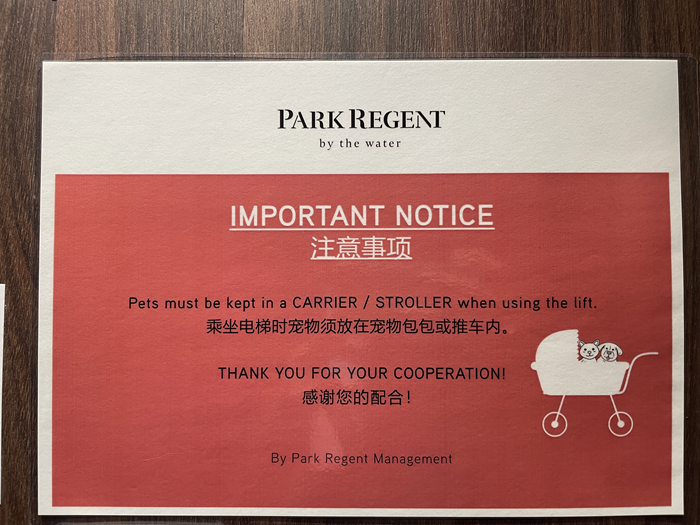 PARK REGENT
by the water
IMPORTANT NOTICE
注意事项
Pets must be kept in a CARRIER / STROLLER when using the lift.
乘坐电梯时宠物须放在宠物包包或推车内。
THANK YOU FOR YOUR COOPERATION!
感谢您的配合！
By Park Regent Management